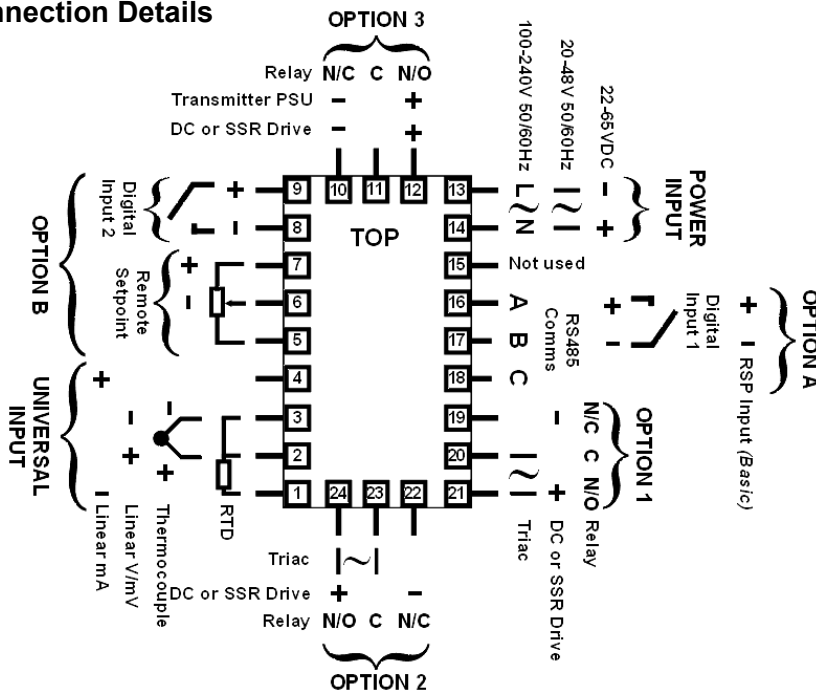 nnection Details
OPTION 3
Relay N/C C N/O
Transmitter PSU - +
DC or SSR Drive - +
100-240V 50/60Hz
L ~ N
20-48V 50/60Hz
~
22-65VDC
- +
POWER
INPUT
9 10 11 12 13
8 14
TOP
7 15 Not used
6 16 A
5 17 B
4 18 C
3 19
2 20
1 24 23 22 21
Digital
Input 2
+ -
Remote
Setpoint
+ -
OPTION B
RS485
Comms
+ -
Digital
Input 1
+ -
RSP Input (Basic)
OPTION A
UNIVERSAL
INPUT
+ - Linear mA
- + Linear V/mV
- + Thermocouple
RTD
~ Triac
- + DC or SSR Drive
N/C C N/O Relay
OPTION 1
Triac ~
DC or SSR Drive + -
Relay N/O C N/C
OPTION 2